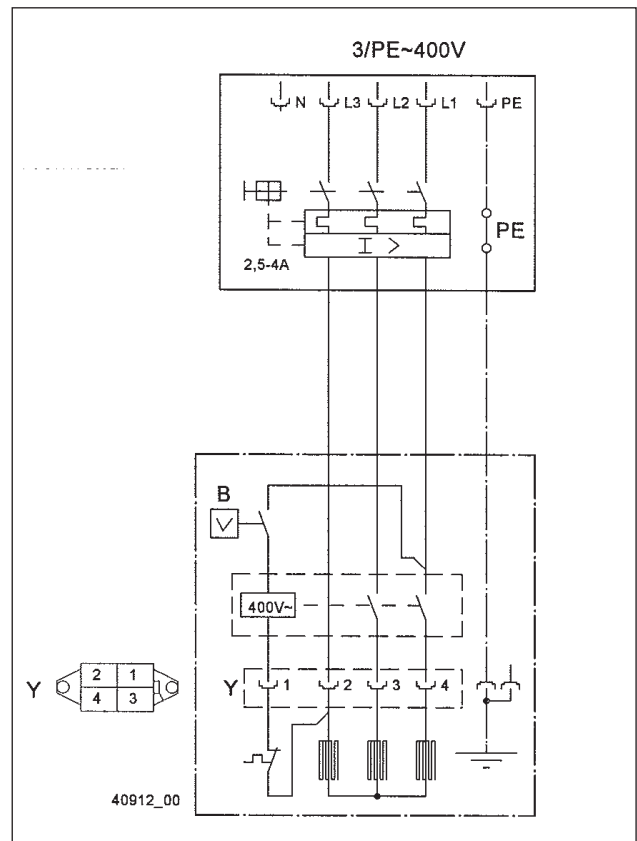 3/PE~400V
N L3 L2 L1 PE
PE
I >
2,5-4A
B
400V~
Y 1 2 3 4
Y
2 1
4 3
40912_00